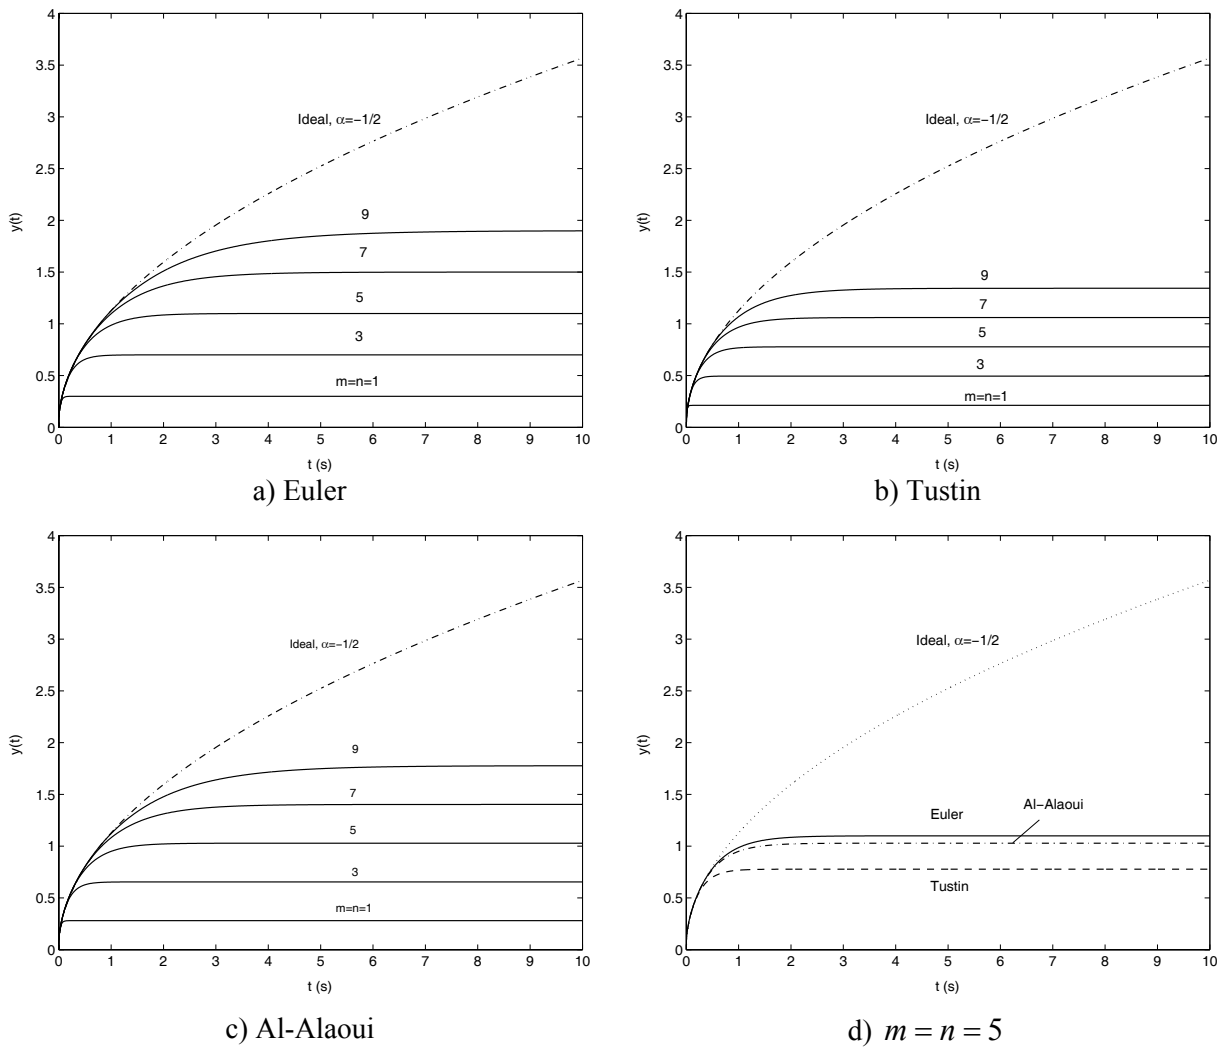 4
3.5
3
2.5
2
1.5
1
0.5
0
y(t)
Ideal, α=−1/2
9
7
5
3
m=n=1
0 1 2 3 4 5 6 7 8 9 10
t (s)
a) Euler
4
3.5
3
2.5
2
1.5
1
0.5
0
y(t)
Ideal, α=−1/2
9
7
5
3
m=n=1
0 1 2 3 4 5 6 7 8 9 10
t (s)
b) Tustin
4
3.5
3
2.5
2
1.5
1
0.5
0
y(t)
Ideal, α=−1/2
9
7
5
3
m=n=1
0 1 2 3 4 5 6 7 8 9 10
t (s)
c) Al-Alaoui
4
3.5
3
2.5
2
1.5
1
0.5
0
y(t)
Ideal, α=−1/2
Al−Alaoui
Euler
Tustin
0 1 2 3 4 5 6 7 8 9 10
t (s)
d) m = n = 5